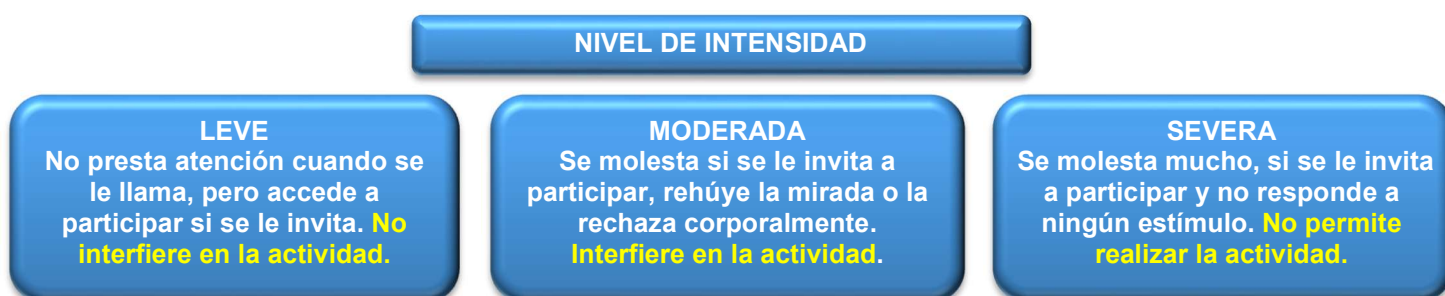 NIVEL DE INTENSIDAD
LEVE
No presta atención cuando se
le llama, pero accede a
participar si se le invita. No
interfiere en la actividad.
MODERADA
Se molesta si se le invita a
participar, rehúye la mirada o la
rechaza corporalmente.
Interfiere en la actividad.
SEVERA
Se molesta mucho, si se le invita
a participar y no responde a
ningún estímulo. No permite
realizar la actividad.